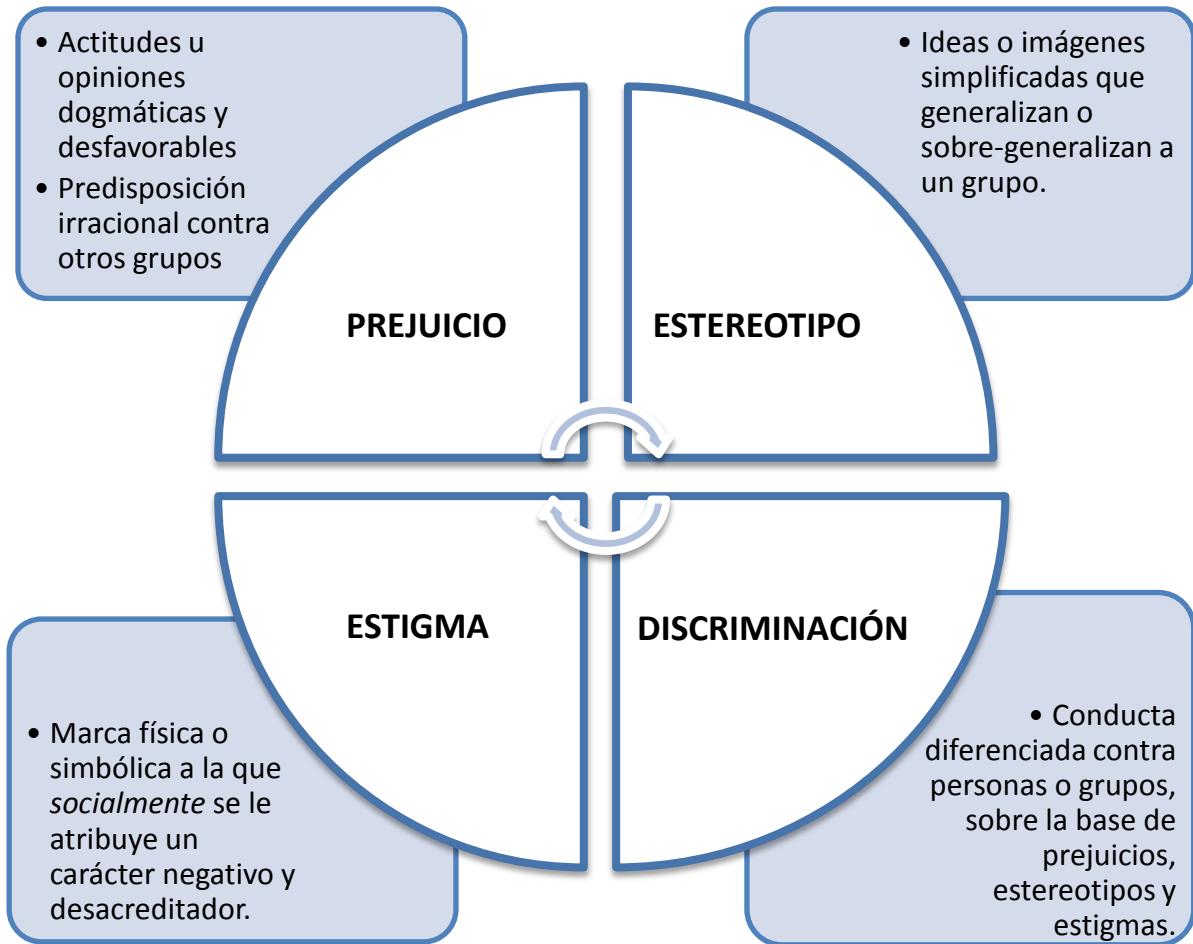 • Actitudes u
opiniones
dogmáticas y
desfavorables
• Predisposición
irracional contra
otros grupos
• Ideas o imágenes
simplificadas que
generalizan o
sobre-generalizan a
un grupo.
PREJUICIO
ESTEREOTIPO
ESTIGMA
DISCRIMINACIÓN
• Marca física o
simbólica a la que
socialmente se le
atribuye un
carácter negativo y
desacreditador.
• Conducta
diferenciada contra
personas o grupos,
sobre la base de
prejuicios,
estereotipos y
estigmas.